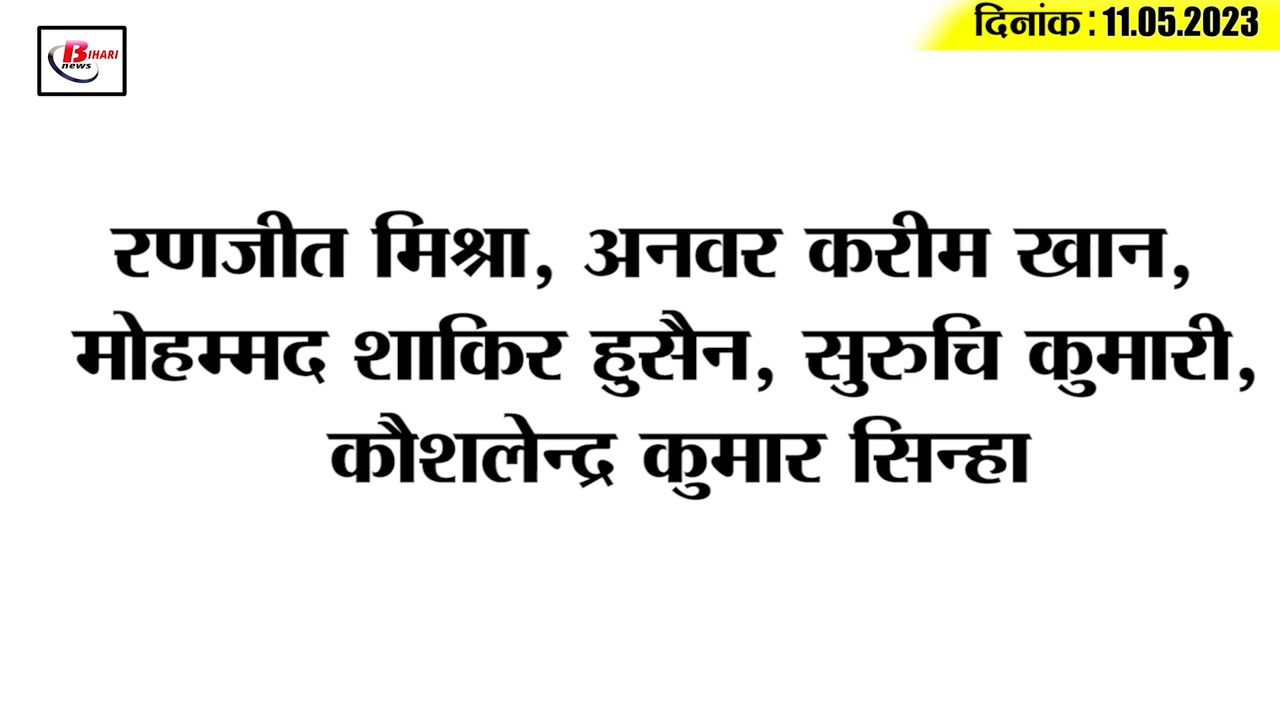 BIHARI
news
दिनांक : 11.05.2023
रणजीत मिश्रा, अनवर करीम खान,
मोहम्मद शाकिर हुसैन, सुरुचि कुमारी,
कौशलेन्द्र कुमार सिन्हा